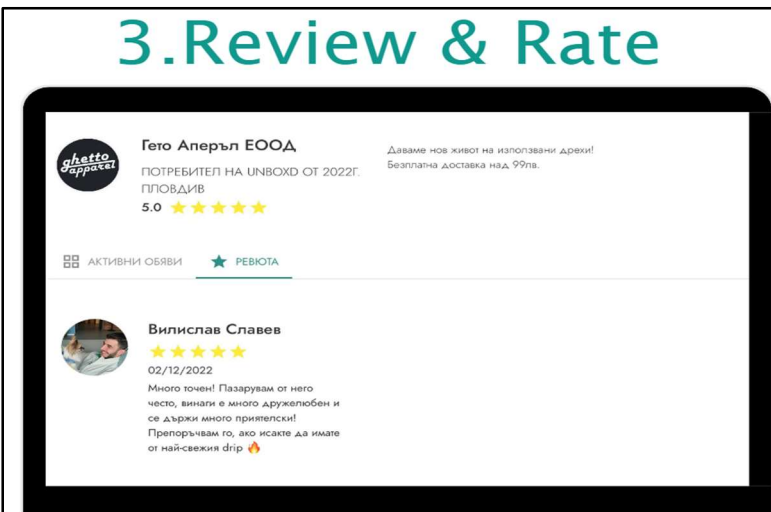 3.Review & Rate
ghetto
apparel
Гето Аперъл ЕООД
ПОТРЕБИТЕЛ НА UNBOXD ОТ 2022Г.
ПЛОВДИВ
5.0
Даваме нов живот на използвани дрехи!
Безплатна доставка над 99лв.
АКТИВНИ ОБЯВИ
РЕВЮТА
Вилислав Славев
02/12/2022
Много точен! Пазарувам от него
често, винаги е много дружелюбен и
се държи много приятелски!
Препоръчвам го, ако исакте да имате
от най-свежия drip 🔥